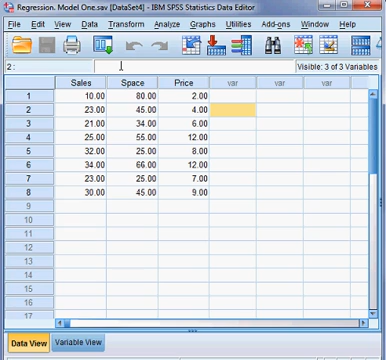 Regression. Model One.sav [DataSet4] - IBM SPSS Statistics Data Editor
File Edit View Data Transform Analyze Graphs Utilities Add-ons Window Help
2 : Visible: 3 of 3 Variables
Sales Space Price var var var
1 10.00 80.00 2.00
2 23.00 45.00 4.00
3 21.00 34.00 6.00
4 25.00 55.00 12.00
5 32.00 25.00 8.00
6 34.00 66.00 12.00
7 23.00 25.00 7.00
8 30.00 45.00 9.00
9
10
11
12
13
14
15
16
17
Data View Variable View